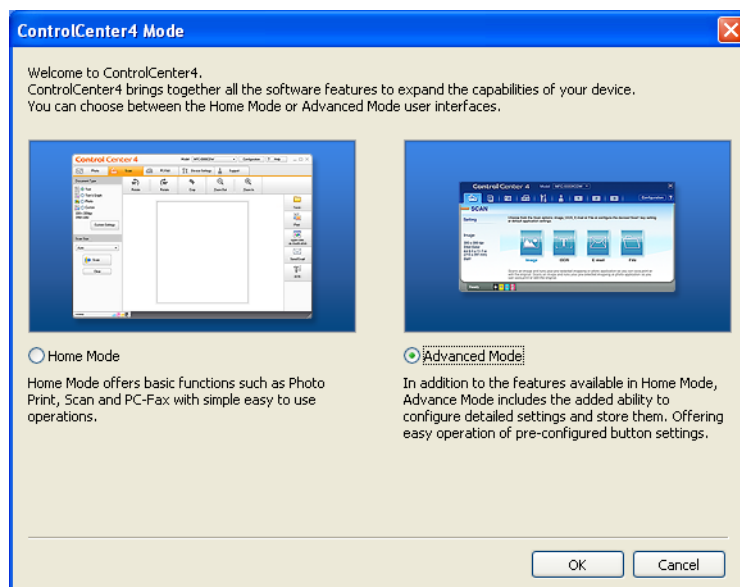 ControlCenter4 Mode
Welcome to ControlCenter4.
ControlCenter4 brings together all the software features to expand the capabilities of your device.
You can choose between the Home Mode or Advanced Mode user interfaces.
Control Center 4
Control Center 4
SCAN
Image
OCR
E-mail
File
Home Mode
Home Mode offers basic functions such as Photo
Print, Scan and PC-Fax with simple easy to use
operations.
Advanced Mode
In addition to the features available in Home Mode,
Advance Mode includes the added ability to
configure detailed settings and store them. Offering
easy operation of pre-configured button settings.
OK
Cancel